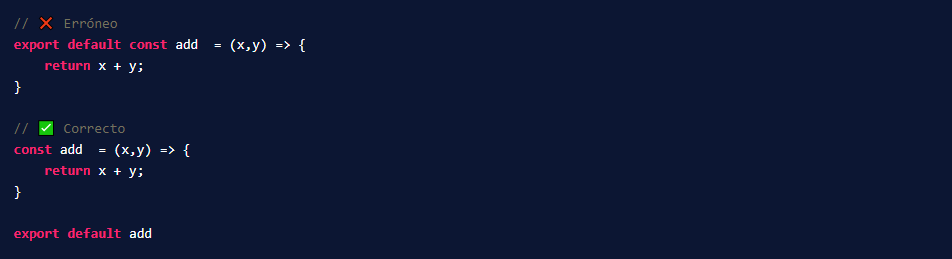 // ❌ Erróneo
export default const add  = (x,y) => {
    return x + y;
}

// ✅ Correcto
const add  = (x,y) => {
    return x + y;
}

export default add